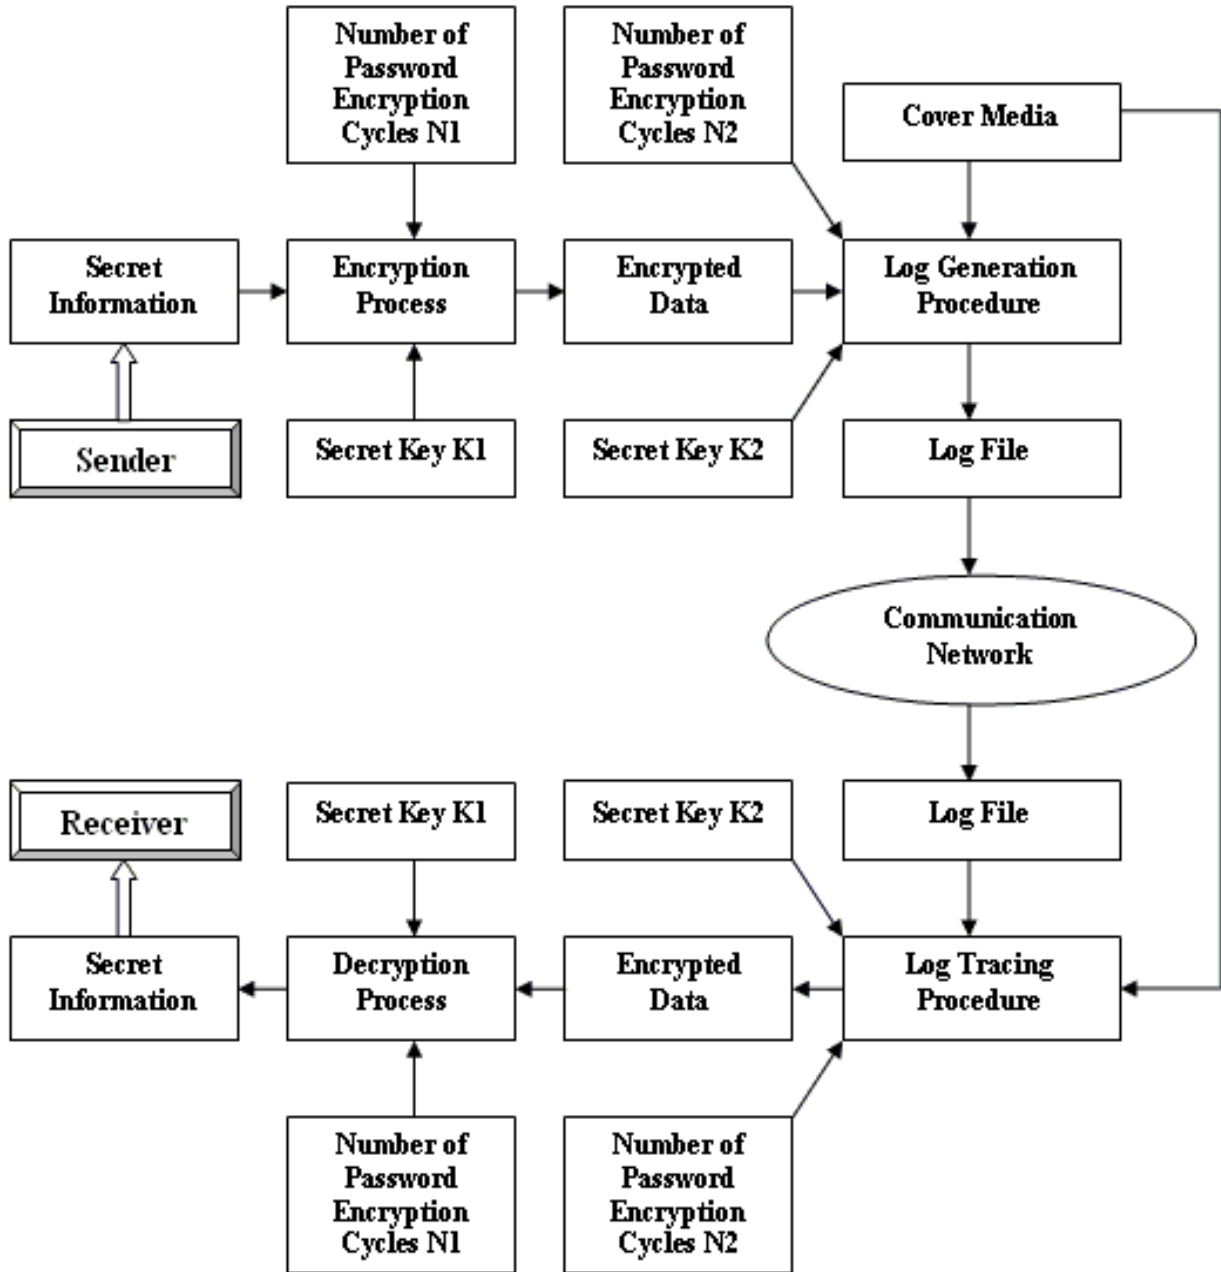 Number of
Password
Encryption
Cycles N1
Number of
Password
Encryption
Cycles N2
Cover Media
Secret
Information
Encryption
Process
Encrypted
Data
Log Generation
Procedure
Sender
Secret Key K1
Secret Key K2
Log File
Communication
Network
Receiver
Secret Key K1
Secret Key K2
Log File
Secret
Information
Decryption
Process
Encrypted
Data
Log Tracing
Procedure
Number of
Password
Encryption
Cycles N1
Number of
Password
Encryption
Cycles N2